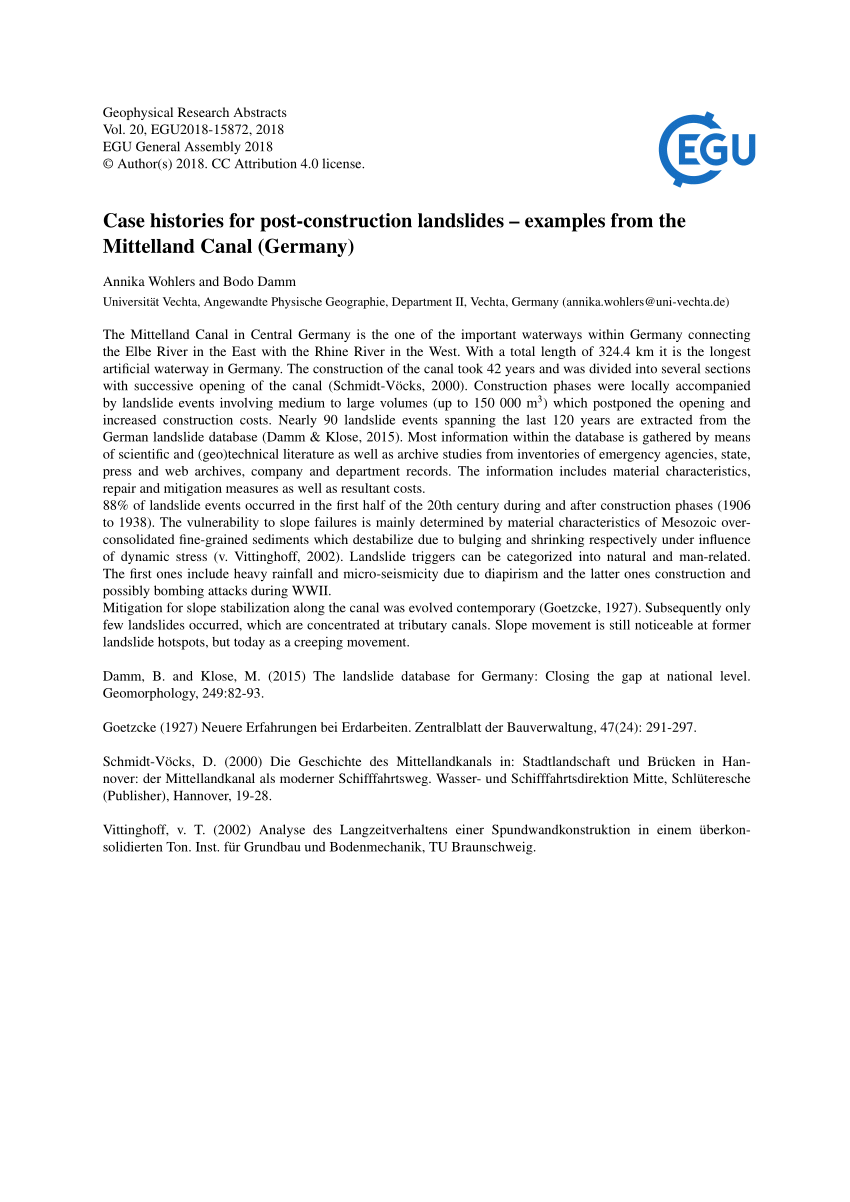 Geophysical Research Abstracts
Vol. 20, EGU2018-15872, 2018
EGU General Assembly 2018
© Author(s) 2018. CC Attribution 4.0 license.
EGU
Case histories for post-construction landslides – examples from the
Mittelland Canal (Germany)
Annika Wohlers and Bodo Damm
Universität Vechta, Angewandte Physische Geographie, Department II, Vechta, Germany (annika.wohlers@uni-vechta.de)
The Mittelland Canal in Central Germany is the one of the important waterways within Germany connecting
the Elbe River in the East with the Rhine River in the West. With a total length of 324.4 km it is the longest
artificial waterway in Germany. The construction of the canal took 42 years and was divided into several sections
with successive opening of the canal (Schmidt-Vöcks, 2000). Construction phases were locally accompanied
by landslide events involving medium to large volumes (up to 150 000 m³) which postponed the opening and
increased construction costs. Nearly 90 landslide events spanning the last 120 years are extracted from the
German landslide database (Damm & Klose, 2015). Most information within the database is gathered by means
of scientific and (geo)technical literature as well as archive studies from inventories of emergency agencies, state,
press and web archives, company and department records. The information includes material characteristics,
repair and mitigation measures as well as resultant costs.
88% of landslide events occurred in the first half of the 20th century during and after construction phases (1906
to 1938). The vulnerability to slope failures is mainly determined by material characteristics of Mesozoic over-
consolidated fine-grained sediments which destabilize due to bulging and shrinking respectively under influence
of dynamic stress (v. Vittinghoff, 2002). Landslide triggers can be categorized into natural and man-related.
The first ones include heavy rainfall and micro-seismicity due to diapirism and the latter ones construction and
possibly bombing attacks during WWII.
Mitigation for slope stabilization along the canal was evolved contemporary (Goetzcke, 1927). Subsequently only
few landslides occurred, which are concentrated at tributary canals. Slope movement is still noticeable at former
landslide hotspots, but today as a creeping movement.
Damm, B. and Klose, M. (2015) The landslide database for Germany: Closing the gap at national level.
Geomorphology, 249:82-93.
Goetzcke (1927) Neuere Erfahrungen bei Erdarbeiten. Zentralblatt der Bauverwaltung, 47(24): 291-297.
Schmidt-Vöcks, D. (2000) Die Geschichte des Mittellandkanals in: Stadtlandschaft und Brücken in Han-
nover: der Mittellandkanal als moderner Schifffahrtsweg. Wasser- und Schifffahrtsdirektion Mitte, Schlüteresche
(Publisher), Hannover, 19-28.
Vittinghoff, v. T. (2002) Analyse des Langzeitverhaltens einer Spundwandkonstruktion in einem überkon-
solidierten Ton. Inst. für Grundbau und Bodenmechanik, TU Braunschweig.